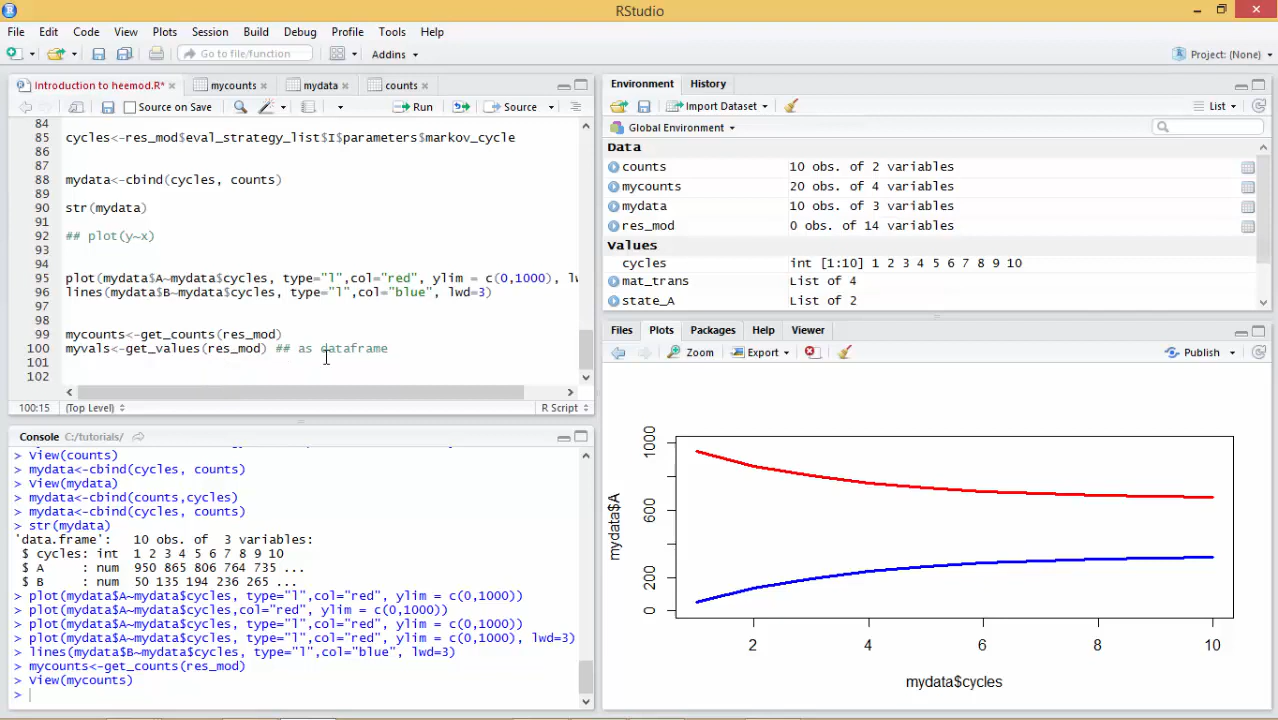 RStudio
File Edit Code View Plots Session Build Debug Profile Tools Help
Go to file/function Addins Project: (None)
Introduction to heemod.R* mycounts mydata counts
Source on Save Run Source
84
85 cycles<-res_mod$eval_strategy_list$I$parameters$markov_cycle
86
87
88 mydata<-cbind(cycles, counts)
89
90 str(mydata)
91
92 ## plot(y~x)
93
94
95 plot(mydata$A~mydata$cycles, type="l",col="red", ylim = c(0,1000), lw
96 lines(mydata$B~mydata$cycles, type="l",col="blue", lwd=3)
97
98
99 mycounts<-get_counts(res_mod)
100 myvals<-get_values(res_mod) ## as dataframe
101
102
100:15 (Top Level) R Script
Console C:/tutorials/
> View(counts)
> mydata<-cbind(cycles, counts)
> View(mydata)
> mydata<-cbind(counts,cycles)
> mydata<-cbind(cycles, counts)
> str(mydata)
'data.frame': 10 obs. of 3 variables:
$ cycles: int 1 2 3 4 5 6 7 8 9 10
$ A : num 950 865 806 764 735 ...
$ B : num 50 135 194 236 265 ...
> plot(mydata$A~mydata$cycles, type="l",col="red", ylim = c(0,1000))
> plot(mydata$A~mydata$cycles,col="red", ylim = c(0,1000))
> plot(mydata$A~mydata$cycles, type="l",col="red", ylim = c(0,1000))
> plot(mydata$A~mydata$cycles, type="l",col="red", ylim = c(0,1000), lwd=3)
> lines(mydata$B~mydata$cycles, type="l",col="blue", lwd=3)
> mycounts<-get_counts(res_mod)
> View(mycounts)
>
Environment History
Import Dataset List
Global Environment
Data
counts 10 obs. of 2 variables
mycounts 20 obs. of 4 variables
mydata 10 obs. of 3 variables
res_mod 0 obs. of 14 variables
Values
cycles int [1:10] 1 2 3 4 5 6 7 8 9 10
mat_trans List of 4
state_A List of 2
Files Plots Packages Help Viewer
Zoom Export Publish
mydata$A
1000
600
200
0
2 4 6 8 10
mydata$cycles